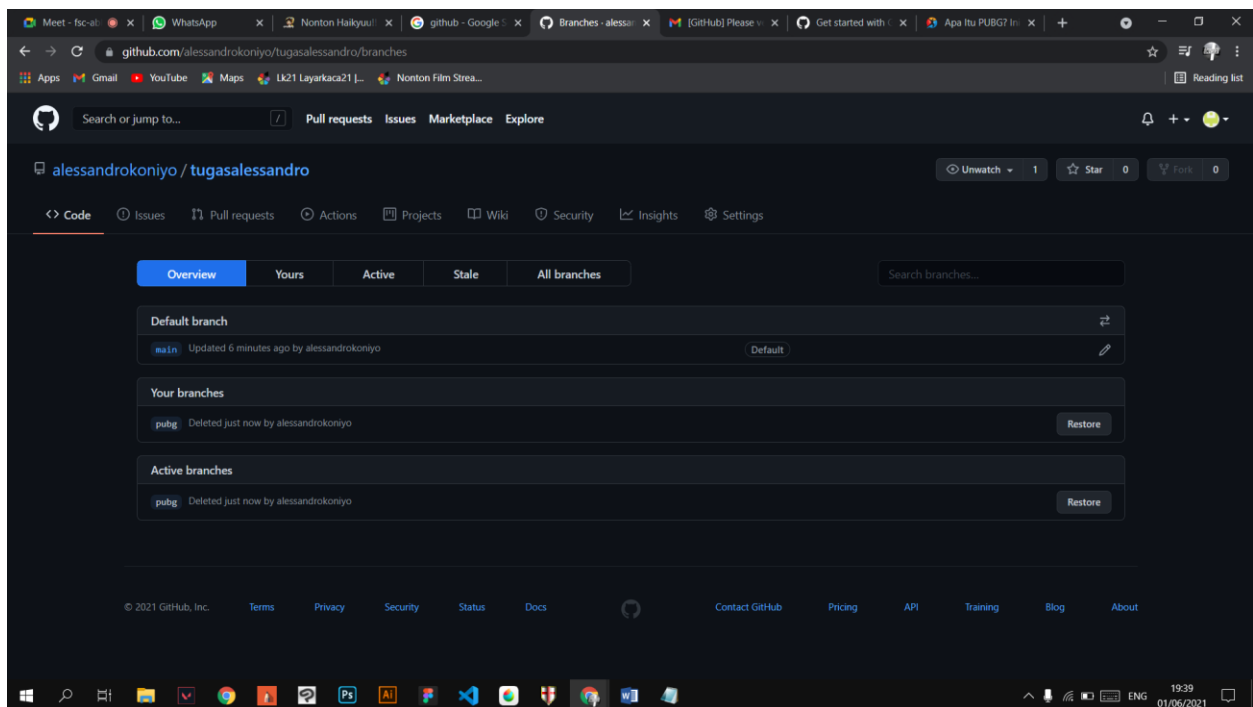 Meet - fsc-ab
WhatsApp
Nonton Haikyuu!
github - Google S
Branches - alessan
[GitHub] Please v
Get started with
Apa Itu PUBG? In
github.com/alessandrokoniyo/tugasalessandro/branches
Apps Gmail YouTube Maps Lk21 Layarkaca21 |... Nonton Film Strea... Reading list
Search or jump to... / Pull requests Issues Marketplace Explore
alessandrokoniyo / tugasalessandro Unwatch 1 Star 0 Fork 0
Code Issues Pull requests Actions Projects Wiki Security Insights Settings
Overview Yours Active Stale All branches Search branches...
Default branch
main Updated 6 minutes ago by alessandrokoniyo Default
Your branches
pubg Deleted just now by alessandrokoniyo Restore
Active branches
pubg Deleted just now by alessandrokoniyo Restore
© 2021 GitHub, Inc. Terms Privacy Security Status Docs Contact GitHub Pricing API Training Blog About
Ps Ai ENG 19:39
01/06/2021